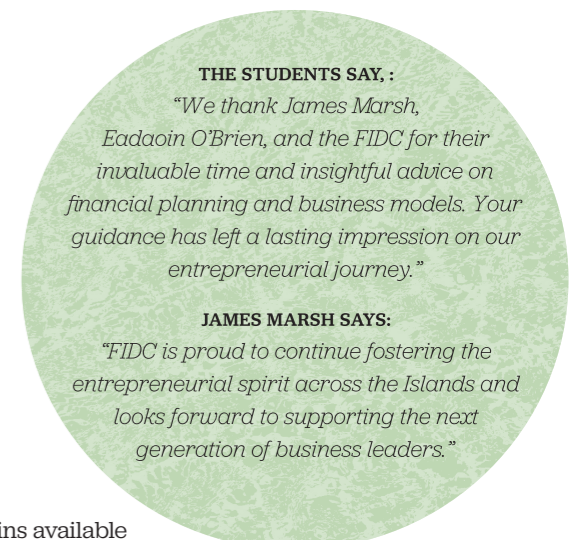 THE STUDENTS SAY, :
“We thank James Marsh,
Eadaoin O’Brien, and the FIDC for their
invaluable time and insightful advice on
financial planning and business models. Your
guidance has left a lasting impression on our
entrepreneurial journey.”
JAMES MARSH SAYS:
“FIDC is proud to continue fostering the
entrepreneurial spirit across the Islands and
looks forward to supporting the next
generation of business leaders.”
available